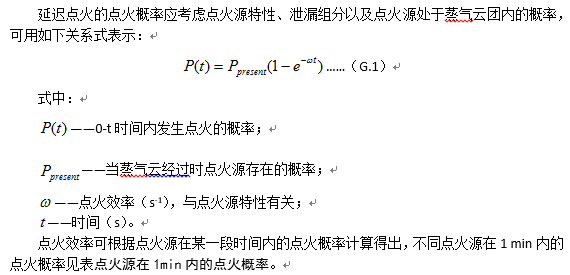 延迟点火的点火概率应考虑点火源特性、泄漏组分以及点火源处于蒸气云团内的概率，
可用如下关系式表示：↵
P(t) = P_present(1 − e^{−ωt}) ……（G.1）↵
式中：↵
P(t) ——0-t 时间内发生点火的概率；↵
P_present ——当蒸气云经过时点火源存在的概率；↵
ω ——点火效率（s⁻¹），与点火源特性有关；↵
t ——时间（s）。↵
点火效率可根据点火源在某一段时间内的点火概率计算得出，不同点火源在 1 min 内的
点火概率见表点火源在 1min 内的点火概率。↵